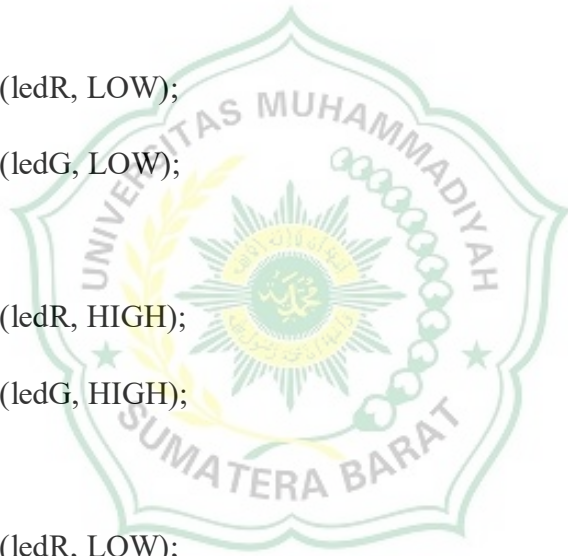 (ledR, LOW);
(ledG, LOW);
(ledR, HIGH);
(ledG, HIGH);
(ledR, LOW);
UNIVERSITAS MUHAMMADIYAH
SUMATERA BARAT